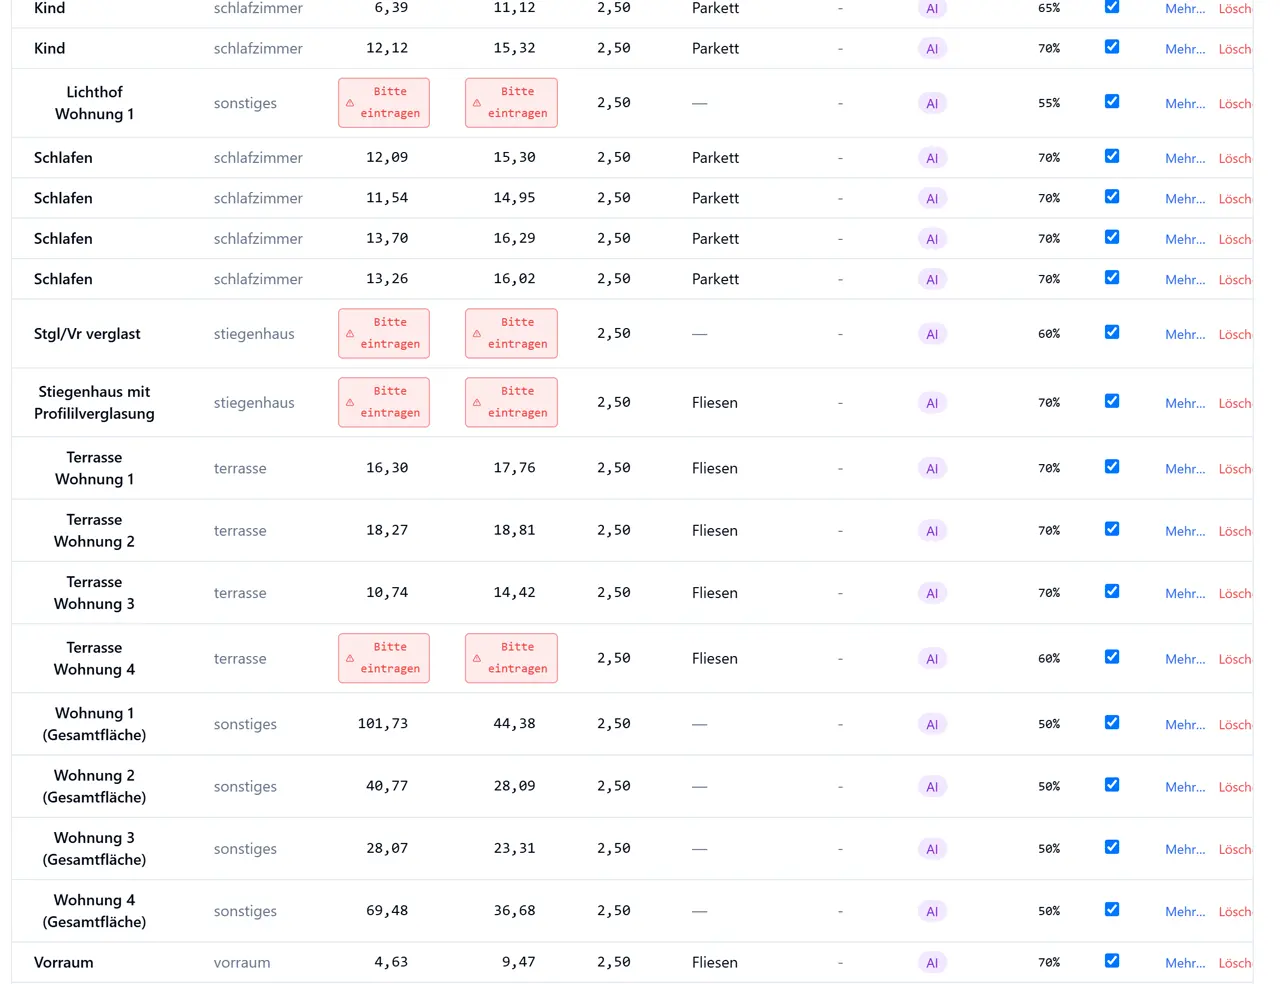 Kind schlafzimmer 6,39 11,12 2,50 Parkett - AI 65% Mehr... Lösch
Kind schlafzimmer 12,12 15,32 2,50 Parkett - AI 70% Mehr... Lösch
Lichthof
Wohnung 1 sonstiges ⚠ Bitte eintragen ⚠ Bitte eintragen 2,50 — - AI 55% Mehr... Lösch
Schlafen schlafzimmer 12,09 15,30 2,50 Parkett - AI 70% Mehr... Lösch
Schlafen schlafzimmer 11,54 14,95 2,50 Parkett - AI 70% Mehr... Lösch
Schlafen schlafzimmer 13,70 16,29 2,50 Parkett - AI 70% Mehr... Lösch
Schlafen schlafzimmer 13,26 16,02 2,50 Parkett - AI 70% Mehr... Lösch
Stgl/Vr verglast stiegenhaus ⚠ Bitte eintragen ⚠ Bitte eintragen 2,50 — - AI 60% Mehr... Lösch
Stiegenhaus mit
Profililverglasung stiegenhaus ⚠ Bitte eintragen ⚠ Bitte eintragen 2,50 Fliesen - AI 70% Mehr... Lösch
Terrasse
Wohnung 1 terrasse 16,30 17,76 2,50 Fliesen - AI 70% Mehr... Lösch
Terrasse
Wohnung 2 terrasse 18,27 18,81 2,50 Fliesen - AI 70% Mehr... Lösch
Terrasse
Wohnung 3 terrasse 10,74 14,42 2,50 Fliesen - AI 70% Mehr... Lösch
Terrasse
Wohnung 4 terrasse ⚠ Bitte eintragen ⚠ Bitte eintragen 2,50 Fliesen - AI 60% Mehr... Lösch
Wohnung 1
(Gesamtfläche) sonstiges 101,73 44,38 2,50 — - AI 50% Mehr... Lösch
Wohnung 2
(Gesamtfläche) sonstiges 40,77 28,09 2,50 — - AI 50% Mehr... Lösch
Wohnung 3
(Gesamtfläche) sonstiges 28,07 23,31 2,50 — - AI 50% Mehr... Lösch
Wohnung 4
(Gesamtfläche) sonstiges 69,48 36,68 2,50 — - AI 50% Mehr... Lösch
Vorraum vorraum 4,63 9,47 2,50 Fliesen - AI 70% Mehr... Lösch